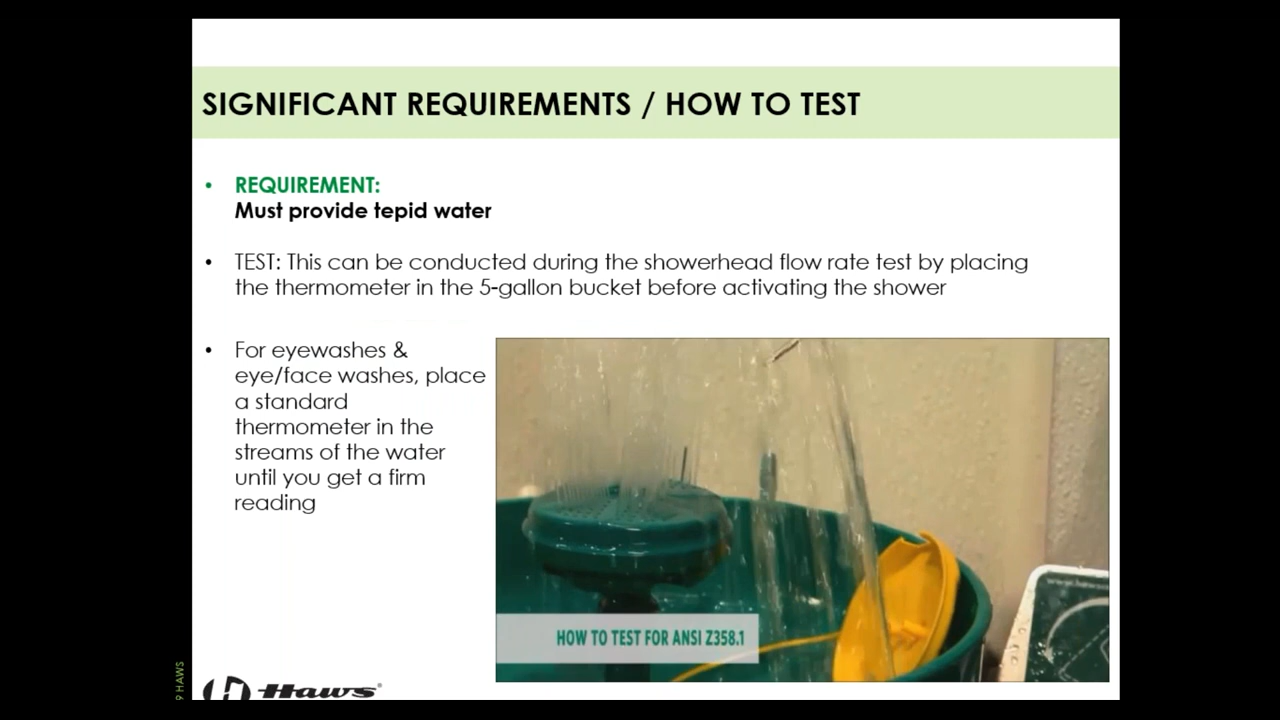 SIGNIFICANT REQUIREMENTS / HOW TO TEST
• REQUIREMENT:
Must provide tepid water
• TEST: This can be conducted during the showerhead flow rate test by placing
the thermometer in the 5-gallon bucket before activating the shower
• For eyewashes &
eye/face washes, place
a standard
thermometer in the
streams of the water
until you get a firm
reading
HOW TO TEST FOR ANSI Z358.1
9 HAWS
Haws®